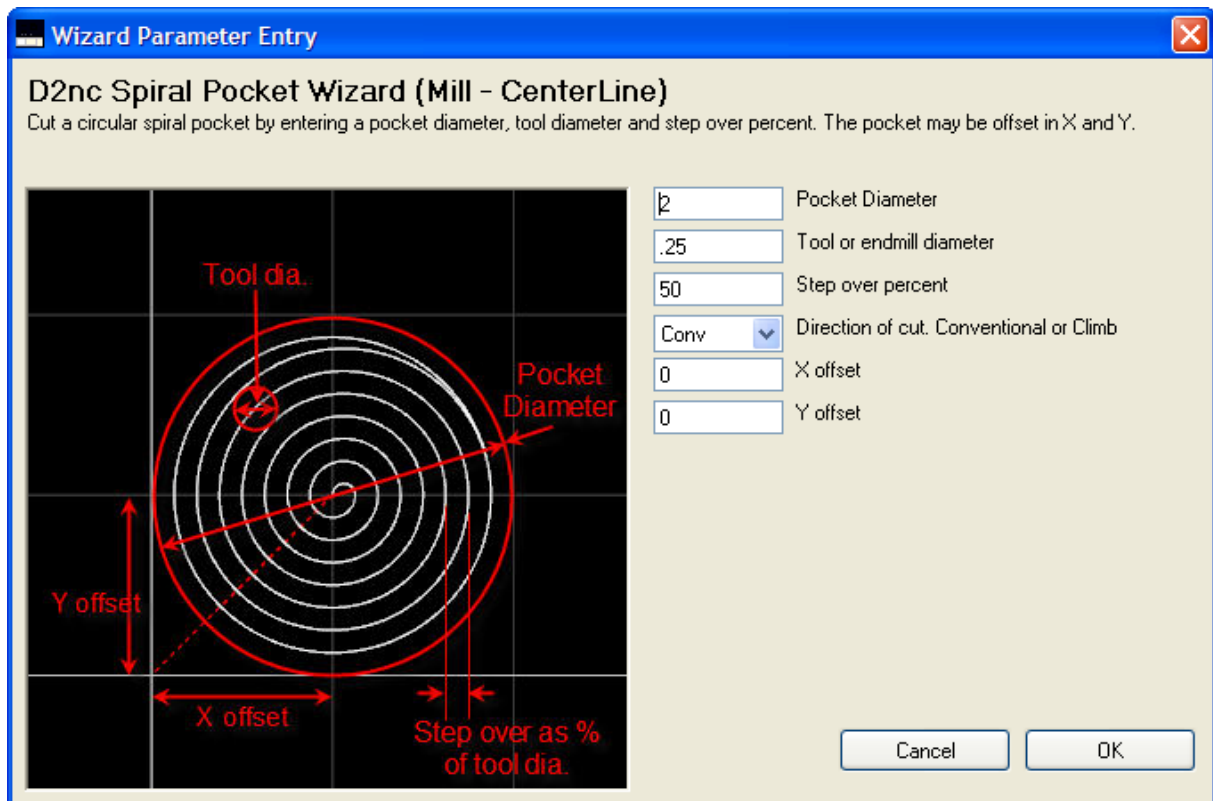 Wizard Parameter Entry
D2nc Spiral Pocket Wizard (Mill - CenterLine)
Cut a circular spiral pocket by entering a pocket diameter, tool diameter and step over percent. The pocket may be offset in X and Y.
Tool dia.
Pocket
Diameter
Y offset
X offset
Step over as %
of tool dia.
2 Pocket Diameter
.25 Tool or endmill diameter
50 Step over percent
Conv Direction of cut. Conventional or Climb
0 X offset
0 Y offset
Cancel OK